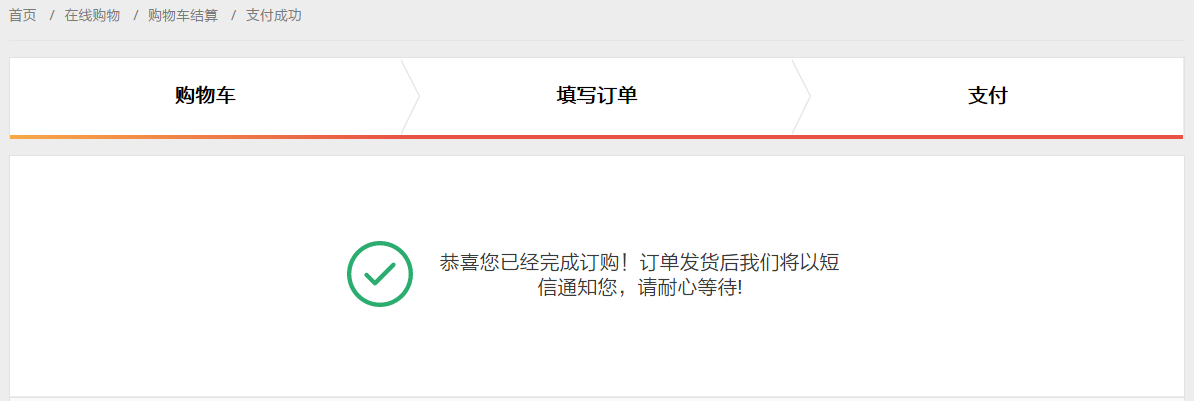 首页 / 在线购物 / 购物车结算 / 支付成功
购物车 填写订单 支付
恭喜您已经完成订购！订单发货后我们将以短
信通知您，请耐心等待!